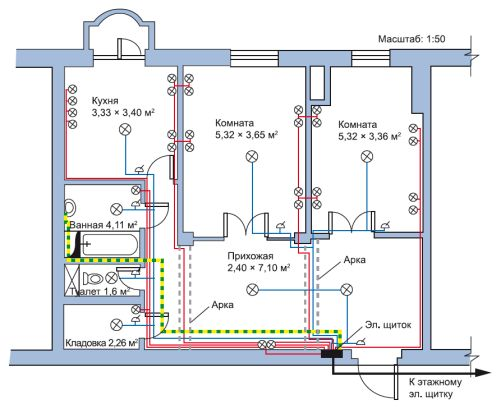 Масштаб: 1:50
Кухня
3,33 × 3,40 м²
Комната
5,32 × 3,65 м²
Комната
5,32 × 3,36 м²
Ванная 4,11 м²
Прихожая
2,40 × 7,10 м²
Арка
Арка
Туалет 1,6 м²
Эл. щиток
Кладовка 2,26 м²
К этажному
эл. щитку